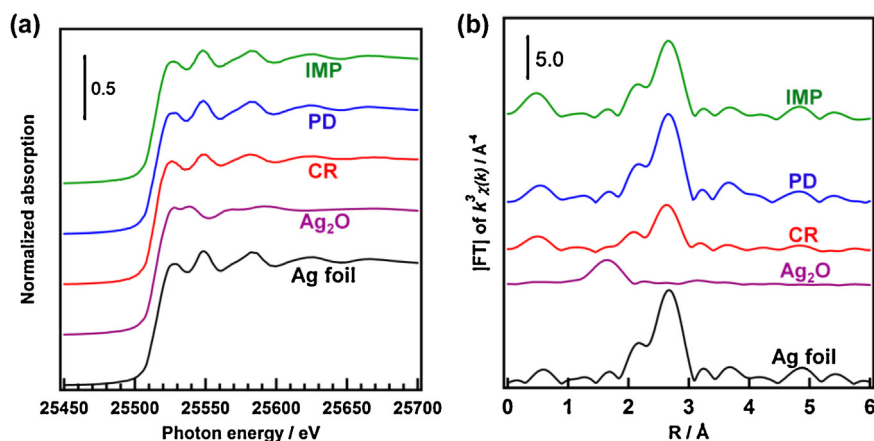 (a)
0.5
IMP
PD
CR
Ag₂O
Ag foil
Normalized absorption
25450 25500 25550 25600 25650 25700
Photon energy / eV
(b)
5.0
IMP
PD
CR
Ag₂O
Ag foil
|FT| of k³χ(k) / Å⁻⁴
0 1 2 3 4 5 6
R / Å